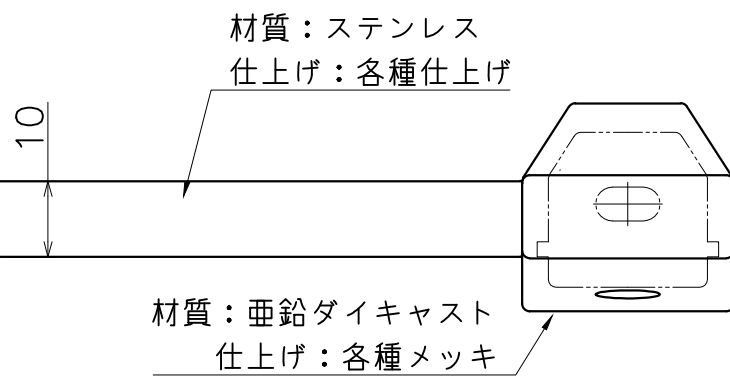 材質：ステンレス
仕上げ：各種仕上げ
10
材質：亜鉛ダイキャスト
仕上げ：各種メッキ